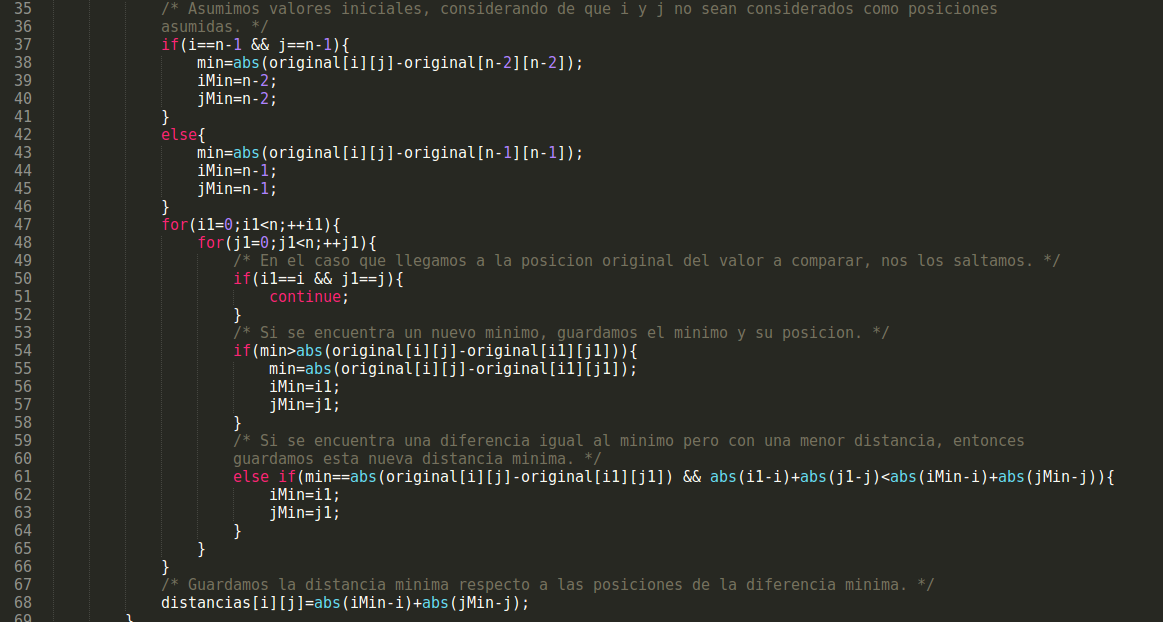 35 /* Asumimos valores iniciales, considerando de que i y j no sean considerados como posiciones
36 asumidas. */
37 if(i==n-1 && j==n-1){
38 min=abs(original[i][j]-original[n-2][n-2]);
39 iMin=n-2;
40 jMin=n-2;
41 }
42 else{
43 min=abs(original[i][j]-original[n-1][n-1]);
44 iMin=n-1;
45 jMin=n-1;
46 }
47 for(i1=0;i1<n;++i1){
48 for(j1=0;j1<n;++j1){
49 /* En el caso que llegamos a la posicion original del valor a comparar, nos los saltamos. */
50 if(i1==i && j1==j){
51 continue;
52 }
53 /* Si se encuentra un nuevo minimo, guardamos el minimo y su posicion. */
54 if(min>abs(original[i][j]-original[i1][j1])){
55 min=abs(original[i][j]-original[i1][j1]);
56 iMin=i1;
57 jMin=j1;
58 }
59 /* Si se encuentra una diferencia igual al minimo pero con una menor distancia, entonces
60 guardamos esta nueva distancia minima. */
61 else if(min==abs(original[i][j]-original[i1][j1]) && abs(i1-i)+abs(j1-j)<abs(iMin-i)+abs(jMin-j)){
62 iMin=i1;
63 jMin=j1;
64 }
65 }
66 }
67 /* Guardamos la distancia minima respecto a las posiciones de la diferencia minima. */
68 distancias[i][j]=abs(iMin-i)+abs(jMin-j);
69 }